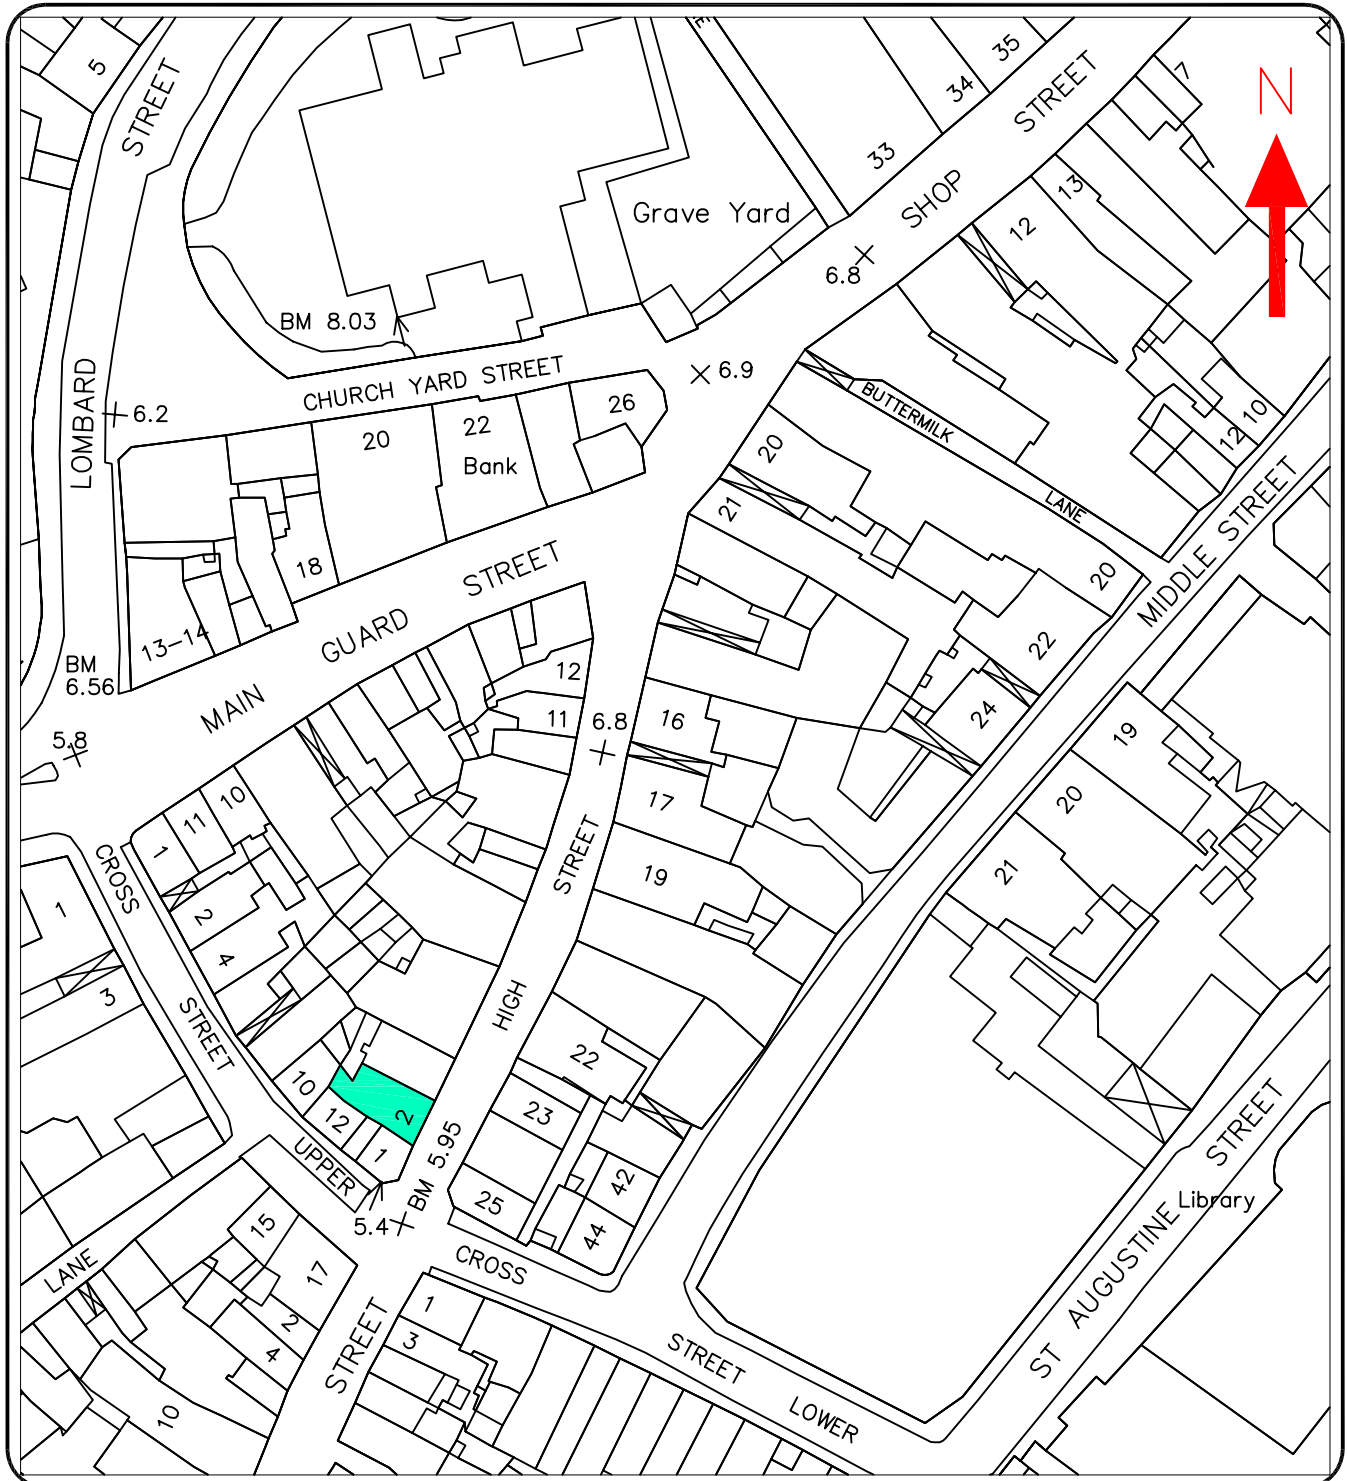 5
STREET
35
34
33
STREET
7
N
SHOP
13
12
Grave Yard
6.8
BM 8.03
CHURCH YARD STREET
6.9
LOMBARD
6.2
20
22
Bank
26
BUTTERMILK
LANE
10
12
20
21
20
MIDDLE STREET
18
13-14
MAIN
GUARD
STREET
BM
6.56
5.8
12
11
6.8
16
17
19
22
24
19
20
21
CROSS
1
11
10
2
4
1
3
STREET
STREET
HIGH
22
23
25
42
44
10
12
2
1
UPPER
5.4
BM 5.95
CROSS
STREET
LOWER
ST AUGUSTINE
STREET
Library
LANE
15
17
2
4
10
STREET
1
3